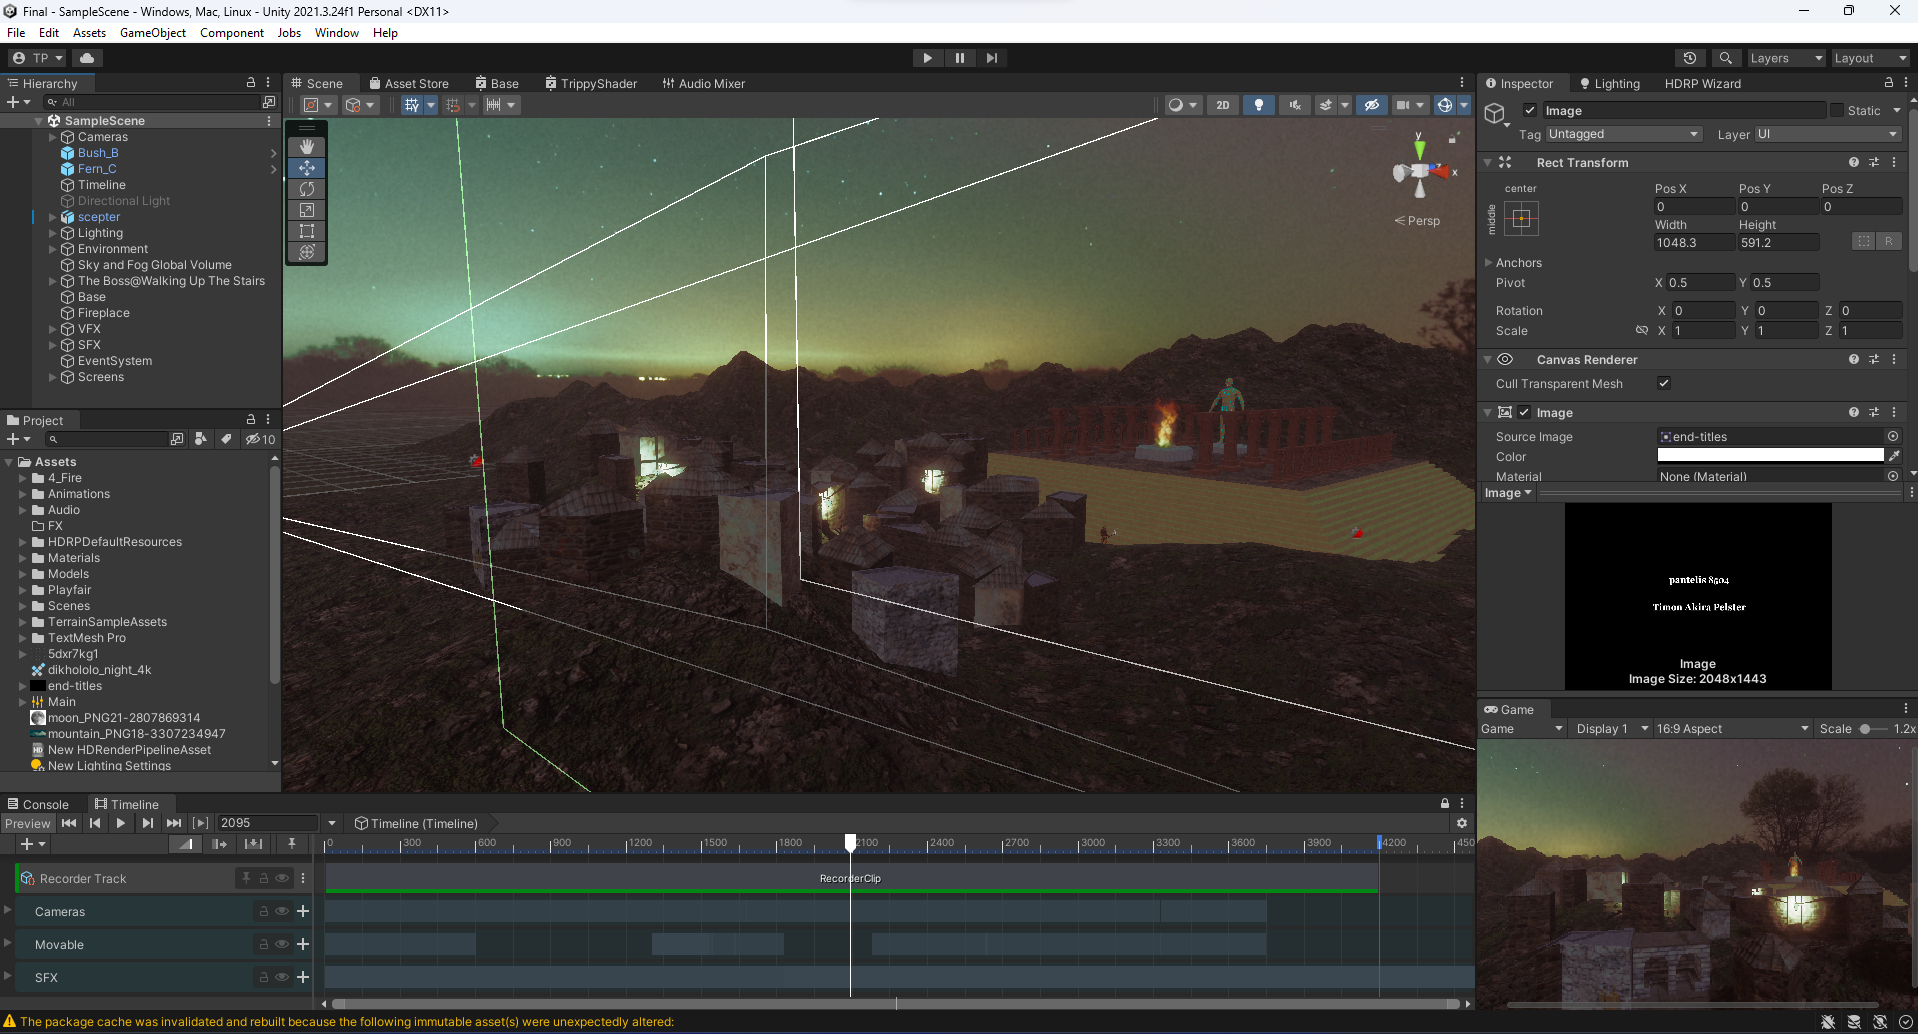 Final - SampleScene - Windows, Mac, Linux - Unity 2021.3.24f1 Personal <DX11>
File Edit Assets GameObject Component Jobs Window Help
TP
Layers Layout
Hierarchy
All
SampleScene
Cameras
Bush_B
Fern_C
Timeline
Directional Light
scepter
Lighting
Environment
Sky and Fog Global Volume
The Boss@Walking Up The Stairs
Base
Fireplace
VFX
SFX
EventSystem
Screens
Project
10
Assets
4_Fire
Animations
Audio
FX
HDRPDefaultResources
Materials
Models
Playfair
Scenes
TerrainSampleAssets
TextMesh Pro
5dxr7kg1
dikhololo_night_4k
end-titles
Main
moon_PNG21-2807869314
mountain_PNG18-3307234947
New HDRenderPipelineAsset
New Lighting Settings
Scene Asset Store Base TrippyShader Audio Mixer
2D
y
z
x
Persp
Inspector Lighting HDRP Wizard
Image Static
Tag Untagged Layer UI
Rect Transform
center
middle
Pos X Pos Y Pos Z
0 0 0
Width Height
1048.3 591.2
R
Anchors
Pivot X 0.5 Y 0.5
Rotation X 0 Y 0 Z 0
Scale X 1 Y 1 Z 1
Canvas Renderer
Cull Transparent Mesh
Image
Source Image end-titles
Color
Material None (Material)
Image
pantelis 8504
Timon Akira Pelster
Image
Image Size: 2048x1443
Game
Game Display 1 16:9 Aspect Scale 1.2x
Console Timeline
Preview 2095 Timeline (Timeline)
0 300 600 900 1200 1500 1800 2100 2400 2700 3000 3300 3600 3900 4200 450
Recorder Track RecorderClip
Cameras
Movable
SFX
The package cache was invalidated and rebuilt because the following immutable asset(s) were unexpectedly altered: